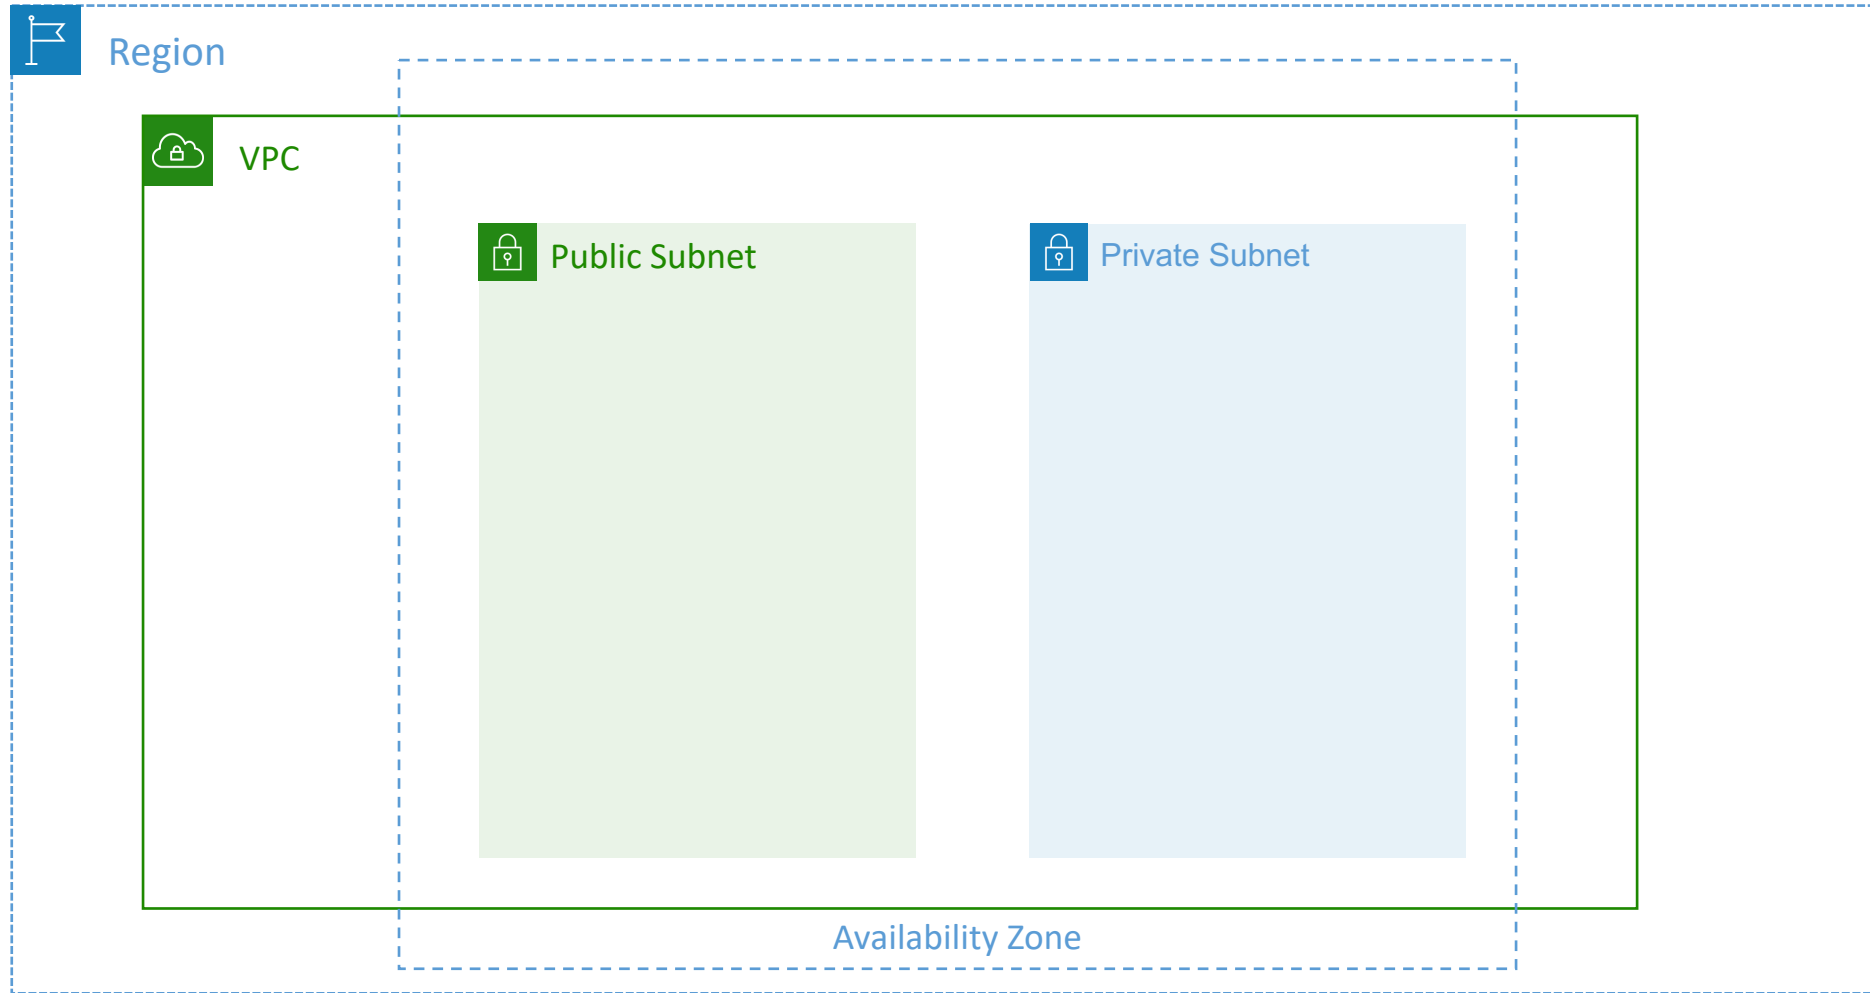 Region
VPC
Public Subnet
Private Subnet
Availability Zone